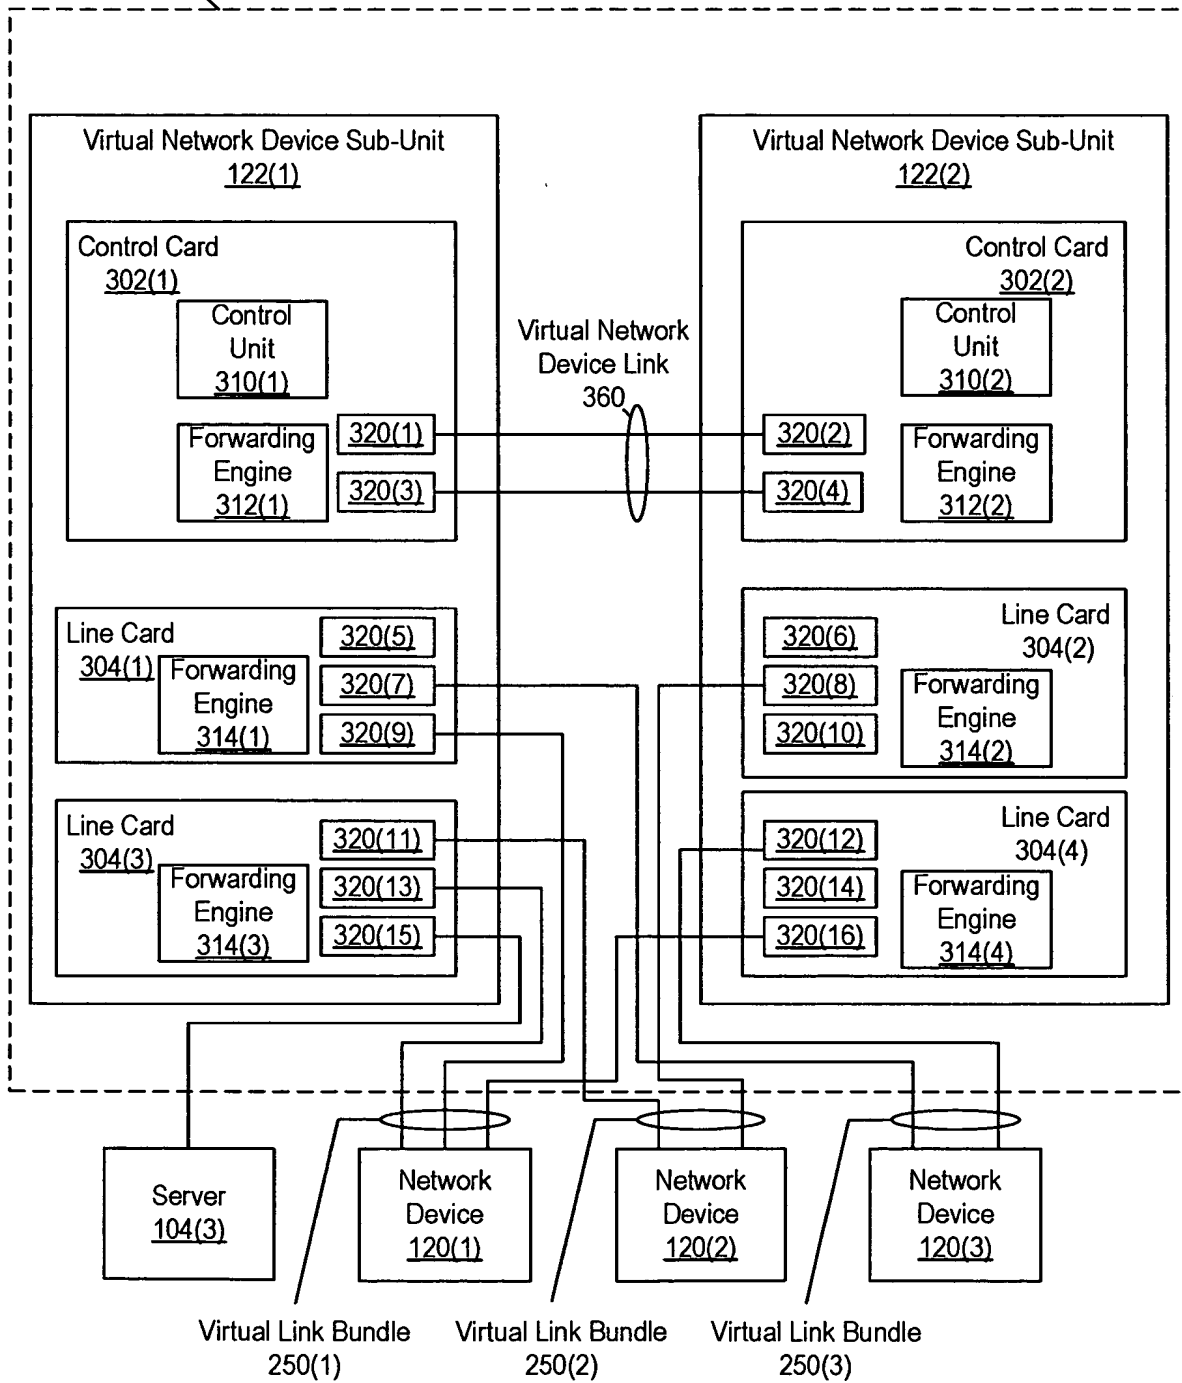 Virtual Network Device Sub-Unit
122(1)
Control Card
302(1)
Control
Unit
310(1)
Forwarding
Engine
312(1)
320(1)
320(3)
Line Card
304(1)
Forwarding
Engine
314(1)
320(5)
320(7)
320(9)
Line Card
304(3)
Forwarding
Engine
314(3)
320(11)
320(13)
320(15)
Virtual Network
Device Link
360
Virtual Network Device Sub-Unit
122(2)
Control Card
302(2)
Control
Unit
310(2)
320(2)
320(4)
Forwarding
Engine
312(2)
Line Card
304(2)
320(6)
320(8)
320(10)
Forwarding
Engine
314(2)
Line Card
304(4)
320(12)
320(14)
320(16)
Forwarding
Engine
314(4)
Server
104(3)
Network
Device
120(1)
Network
Device
120(2)
Network
Device
120(3)
Virtual Link Bundle
250(1)
Virtual Link Bundle
250(2)
Virtual Link Bundle
250(3)